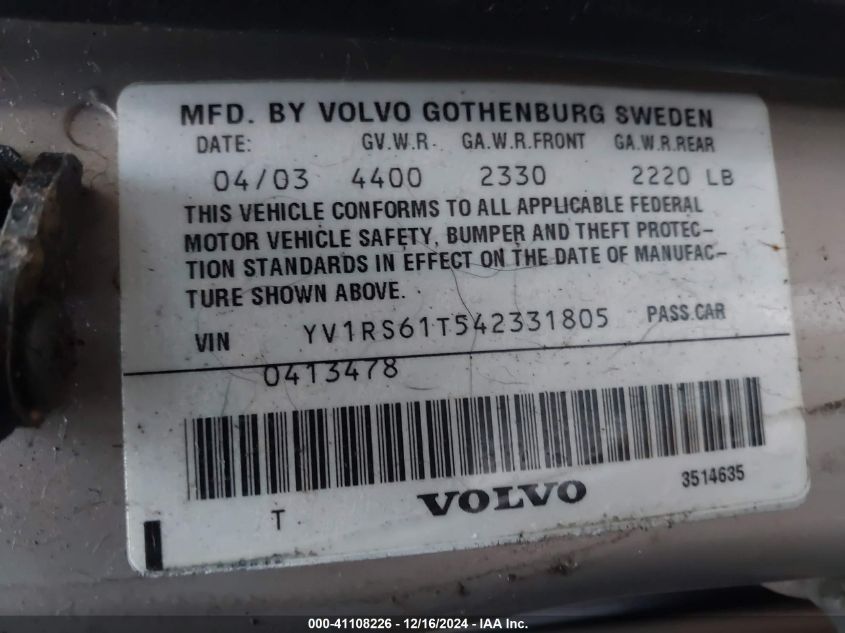 MFD. BY VOLVO GOTHENBURG SWEDEN
DATE: GV.W.R. GA.W.R.FRONT GA.W.R.REAR
04/03 4400 2330 2220 LB
THIS VEHICLE CONFORMS TO ALL APPLICABLE FEDERAL
MOTOR VEHICLE SAFETY, BUMPER AND THEFT PROTEC-
TION STANDARDS IN EFFECT ON THE DATE OF MANUFAC-
TURE SHOWN ABOVE.
VIN YV1RS61T542331805 PASS.CAR
0413478
T VOLVO 3514635
000-41108226 - 12/16/2024 - IAA Inc.